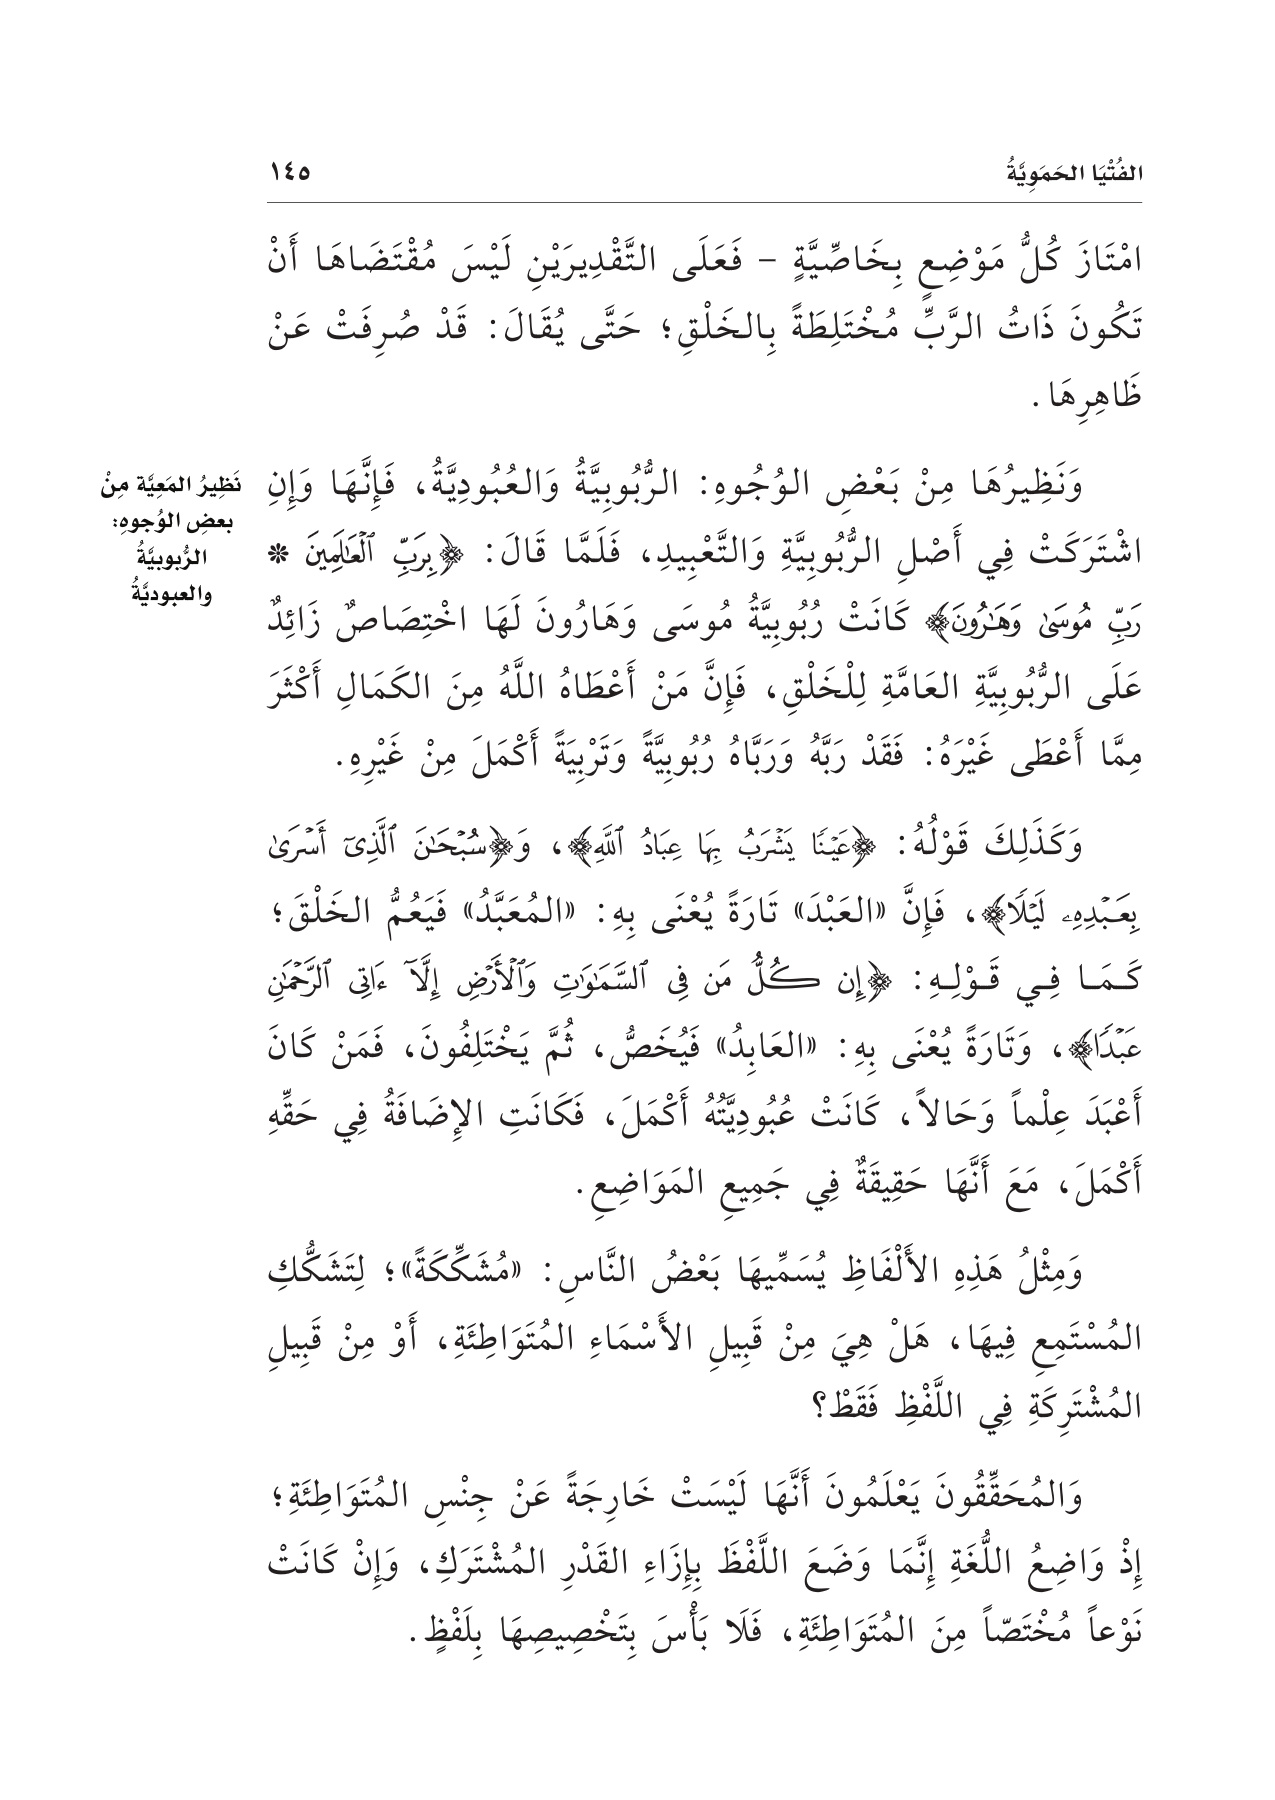 الفُتْيَا الحَمَوِيَّةُ
١٤٥
امْتَازَ كُلُّ مَوْضِعٍ بِخَاصِّيَّةٍ – فَعَلَى التَّقْدِيرَيْنِ لَيْسَ مُقْتَضَاهَا أَنْ
تَكُونَ ذَاتُ الرَّبِّ مُخْتَلِطَةً بِالخَلْقِ؛ حَتَّى يُقَالَ: قَدْ صُرِفَتْ عَنْ
ظَاهِرِهَا.
وَنَظِيرُهَا مِنْ بَعْضِ الوُجُوهِ: الرُّبُوبِيَّةُ وَالعُبُودِيَّةُ، فَإِنَّهَا وَإِنِ
اشْتَرَكَتْ فِي أَصْلِ الرُّبُوبِيَّةِ وَالتَّعْبِيدِ، فَلَمَّا قَالَ: ﴿بِرَبِّ ٱلْعَٰلَمِينَ *
رَبِّ مُوسَىٰ وَهَٰرُونَ﴾ كَانَتْ رُبُوبِيَّةُ مُوسَى وَهَارُونَ لَهَا اخْتِصَاصٌ زَائِدٌ
عَلَى الرُّبُوبِيَّةِ العَامَّةِ لِلْخَلْقِ، فَإِنَّ مَنْ أَعْطَاهُ اللَّهُ مِنَ الكَمَالِ أَكْثَرَ
مِمَّا أَعْطَى غَيْرَهُ: فَقَدْ رَبَّهُ وَرَبَّاهُ رُبُوبِيَّةً وَتَرْبِيَةً أَكْمَلَ مِنْ غَيْرِهِ.
نَظِيرُ المَعِيَّة مِنْ
بعضِ الوُجوهِ:
الرُّبوبيَّةُ
والعبوديَّةُ
وَكَذَلِكَ قَوْلُهُ: ﴿عَيْنًا يَشْرَبُ بِهَا عِبَادُ ٱللَّهِ﴾، وَ﴿سُبْحَٰنَ ٱلَّذِىٓ أَسْرَىٰ
بِعَبْدِهِۦ لَيْلًا﴾، فَإِنَّ «العَبْدَ» تَارَةً يُعْنَى بِهِ: «المُعَبَّدُ» فَيَعُمُّ الخَلْقَ؛
كَمَا فِي قَوْلِهِ: ﴿إِن كُلُّ مَن فِى ٱلسَّمَٰوَٰتِ وَٱلْأَرْضِ إِلَّآ ءَاتِى ٱلرَّحْمَٰنِ
عَبْدًا﴾، وَتَارَةً يُعْنَى بِهِ: «العَابِدُ» فَيُخَصُّ، ثُمَّ يَخْتَلِفُونَ، فَمَنْ كَانَ
أَعْبَدَ عِلْماً وَحَالاً، كَانَتْ عُبُودِيَّتُهُ أَكْمَلَ، فَكَانَتِ الإِضَافَةُ فِي حَقِّهِ
أَكْمَلَ، مَعَ أَنَّهَا حَقِيقَةٌ فِي جَمِيعِ المَوَاضِعِ.
وَمِثْلُ هَذِهِ الأَلْفَاظِ يُسَمِّيهَا بَعْضُ النَّاسِ: «مُشَكِّكَةً»؛ لِتَشَكُّكِ
المُسْتَمِعِ فِيهَا، هَلْ هِيَ مِنْ قَبِيلِ الأَسْمَاءِ المُتَوَاطِئَةِ، أَوْ مِنْ قَبِيلِ
المُشْتَرِكَةِ فِي اللَّفْظِ فَقَطْ؟
وَالمُحَقِّقُونَ يَعْلَمُونَ أَنَّهَا لَيْسَتْ خَارِجَةً عَنْ جِنْسِ المُتَوَاطِئَةِ؛
إِذْ وَاضِعُ اللُّغَةِ إِنَّمَا وَضَعَ اللَّفْظَ بِإِزَاءِ القَدْرِ المُشْتَرَكِ، وَإِنْ كَانَتْ
نَوْعاً مُخْتَصّاً مِنَ المُتَوَاطِئَةِ، فَلَا بَأْسَ بِتَخْصِيصِهَا بِلَفْظٍ.